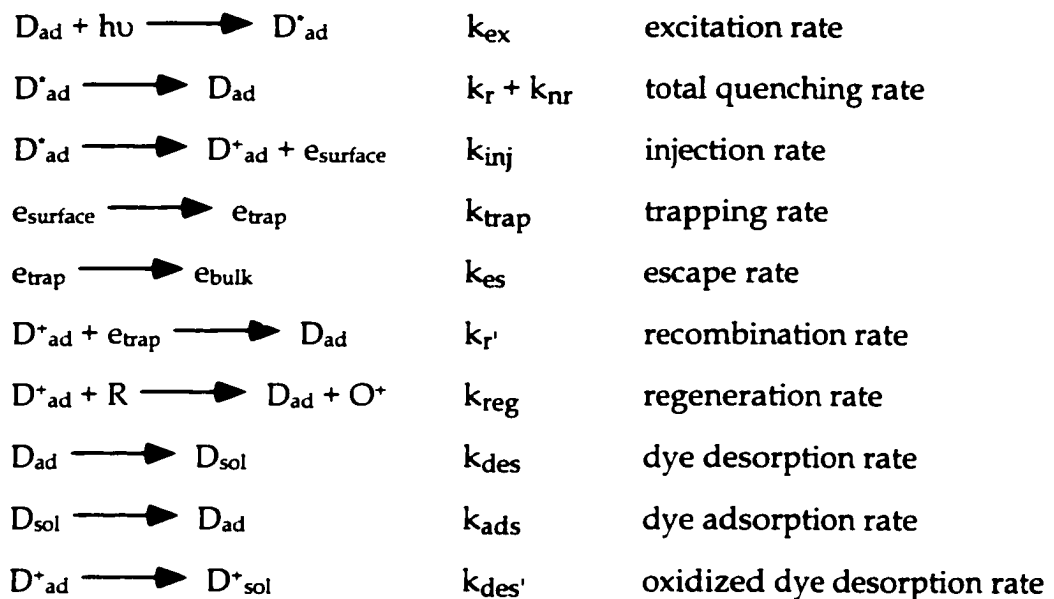 D_ad + hυ ⟶ D*_ad k_ex excitation rate
D*_ad ⟶ D_ad k_r + k_nr total quenching rate
D*_ad ⟶ D⁺_ad + e_surface k_inj injection rate
e_surface ⟶ e_trap k_trap trapping rate
e_trap ⟶ e_bulk k_es escape rate
D⁺_ad + e_trap ⟶ D_ad k_r' recombination rate
D⁺_ad + R ⟶ D_ad + O⁺ k_reg regeneration rate
D_ad ⟶ D_sol k_des dye desorption rate
D_sol ⟶ D_ad k_ads dye adsorption rate
D⁺_ad ⟶ D⁺_sol k_des' oxidized dye desorption rate